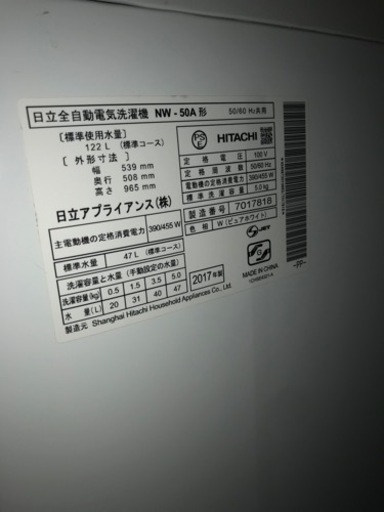 日立全自動電気洗濯機 NW-50A形 50/60 Hz共用
〔標準使用水量〕
122 L (標準コース)
〔外形寸法〕
幅 539 mm
奥行 508 mm
高さ 965 mm
日立アプライアンス(株)
主電動機の定格消費電力 390/455 W
標準水量 47 L (標準コース)
洗濯容量と水量 (手動設定の水量)
洗濯容量(kg) 0.5 1.5 3.5 5.0
水量(L) 20 31 40 47
製造元 Shanghai Hitachi Household Appliances Co., Ltd.
PS
E
HITACHI
定格電圧 100 V
定格周波数 50/60 Hz
電動機の定格消費電力 390/455 W
標準洗濯容量 5.0 kg
製造番号 7017818
色 W (ピュアホワイト)
JET
MADE IN CHINA
2017年製
-PP-